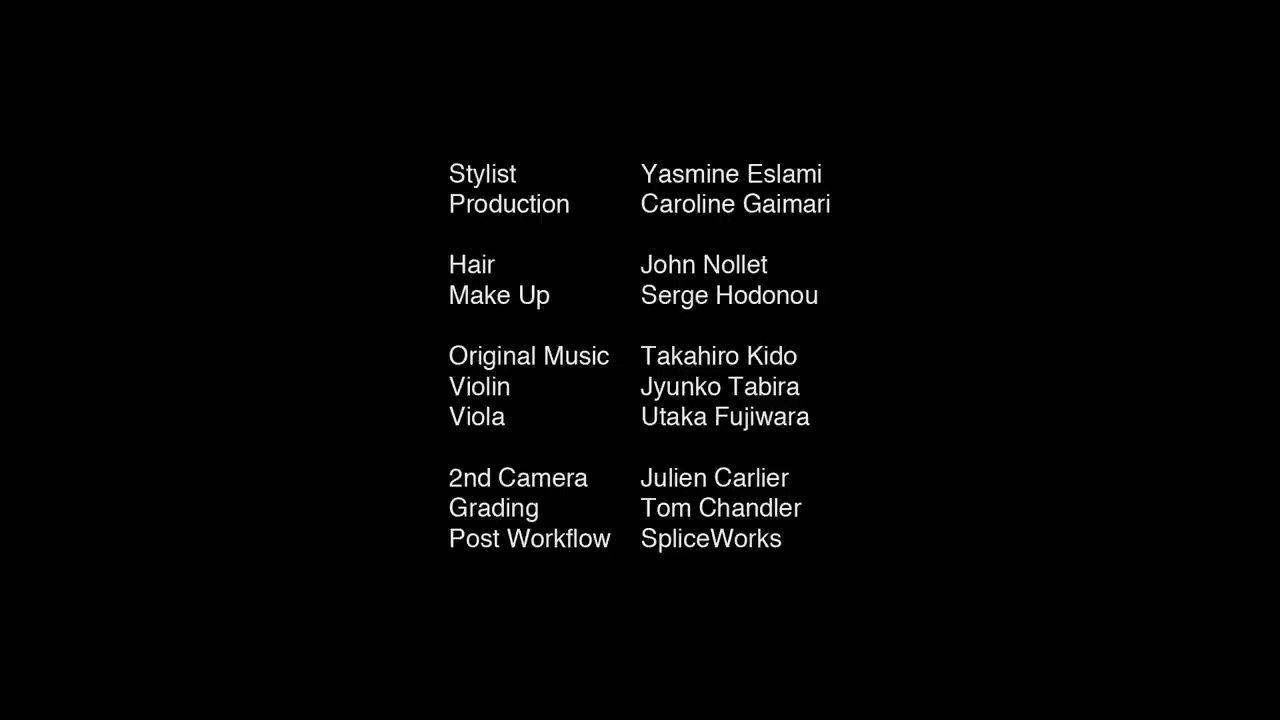 Stylist Yasmine Eslami
Production Caroline Gaimari
Hair John Nollet
Make Up Serge Hodonou
Original Music Takahiro Kido
Violin Jyunko Tabira
Viola Utaka Fujiwara
2nd Camera Julien Carlier
Grading Tom Chandler
Post Workflow SpliceWorks